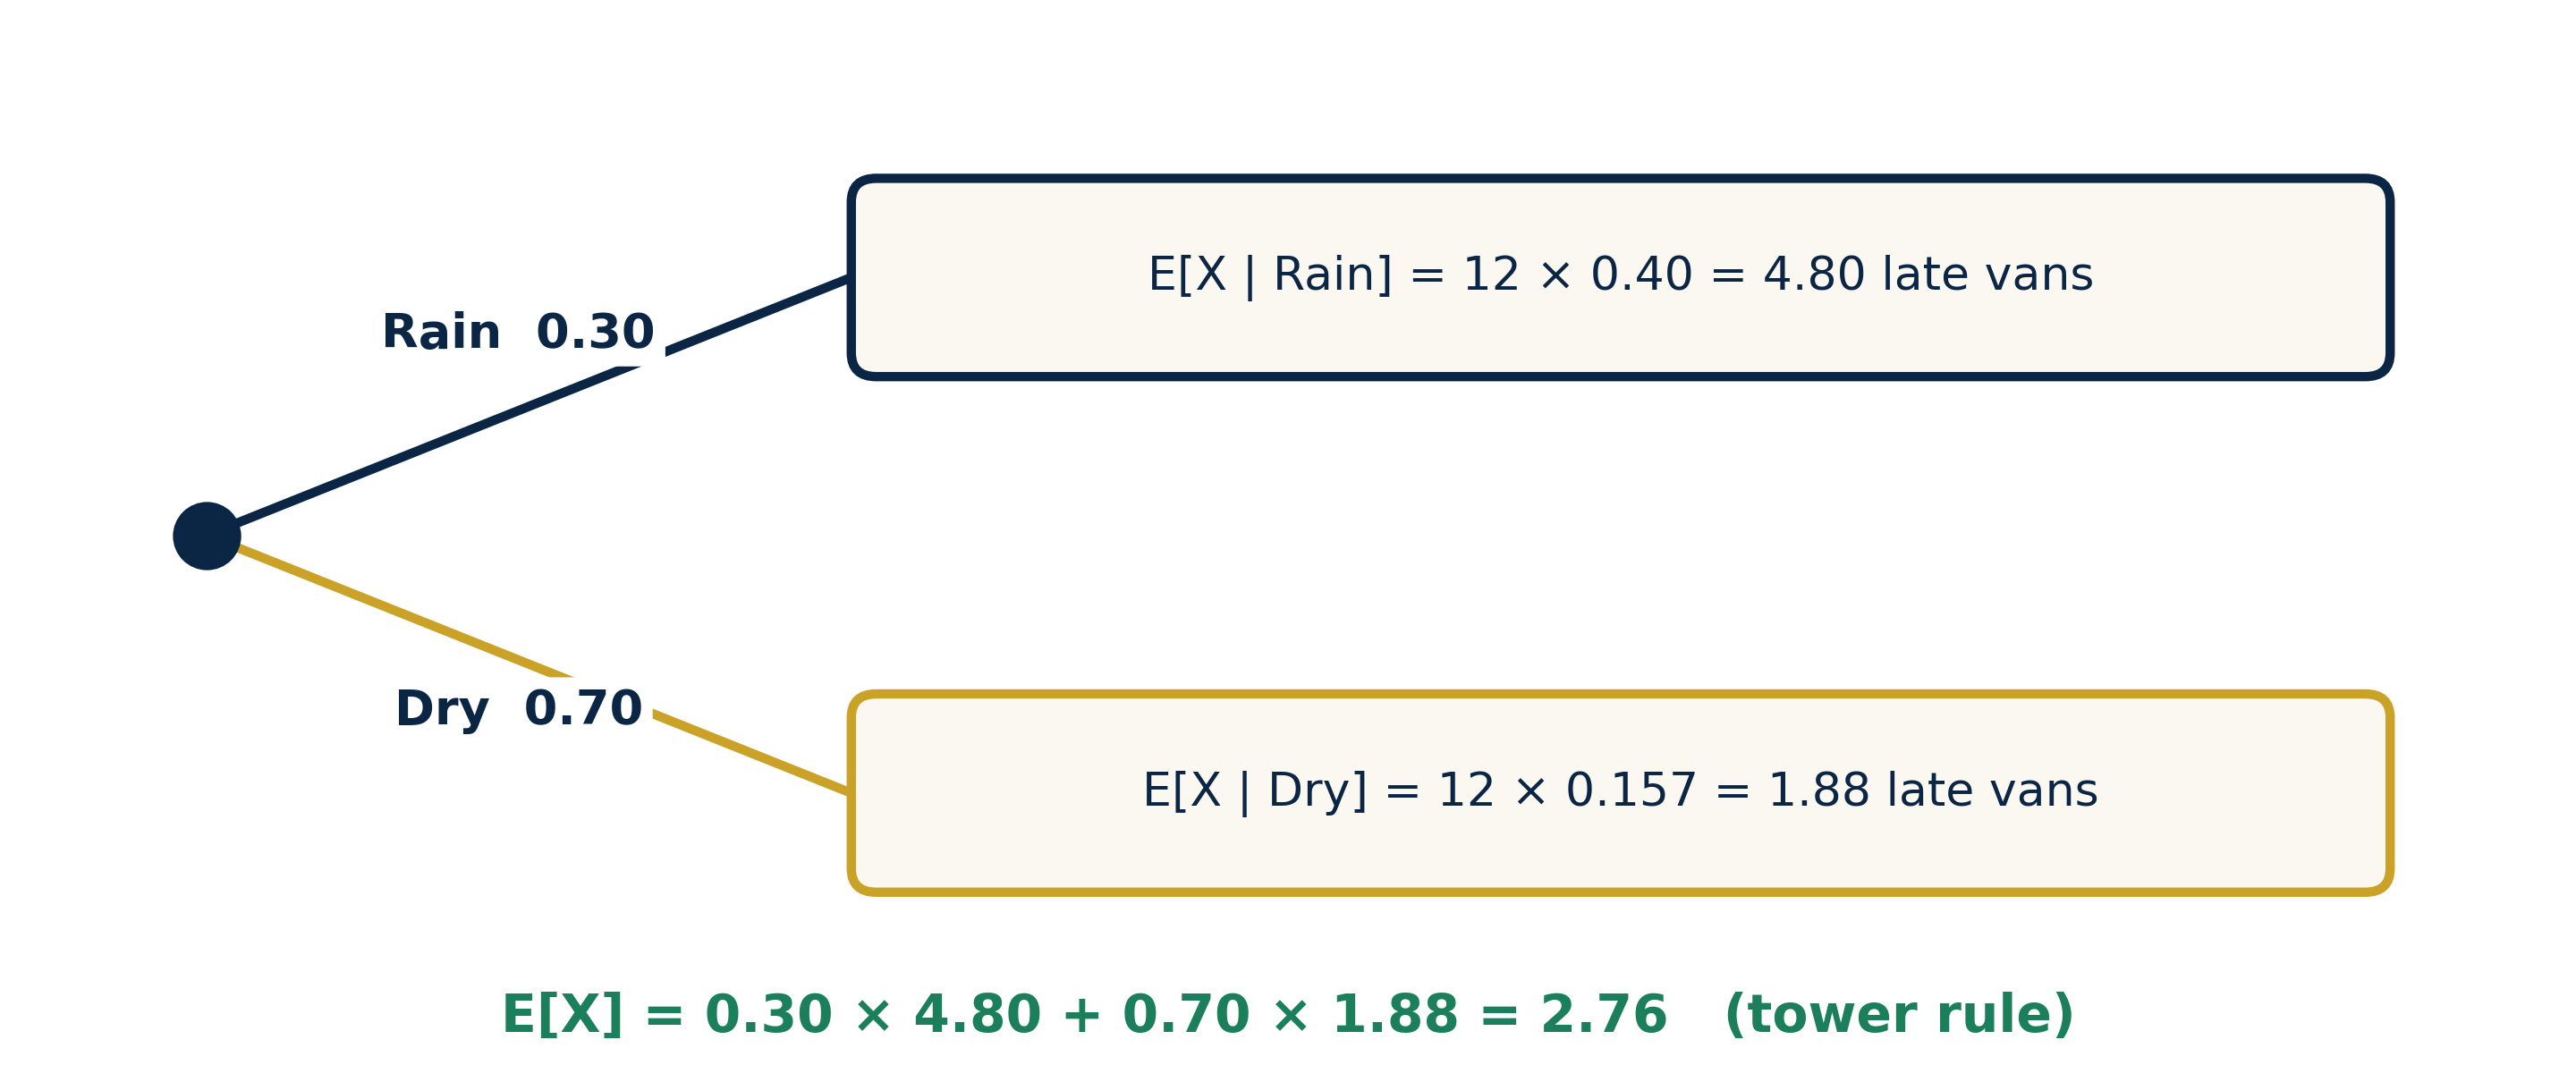 E[X | Rain] = 12 × 0.40 = 4.80 late vans
Rain 0.30
Dry 0.70
E[X | Dry] = 12 × 0.157 = 1.88 late vans
E[X] = 0.30 × 4.80 + 0.70 × 1.88 = 2.76 (tower rule)